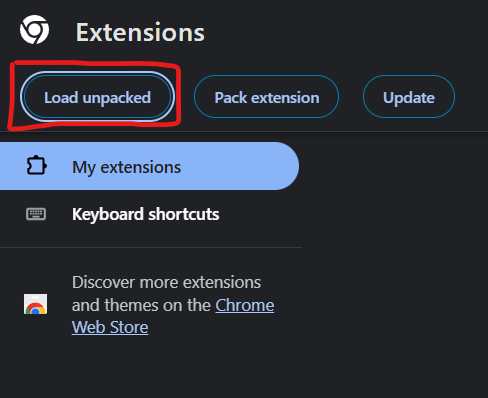 Extensions
Load unpacked
Pack extension
Update
My extensions
Keyboard shortcuts
Discover more extensions
and themes on the Chrome
Web Store